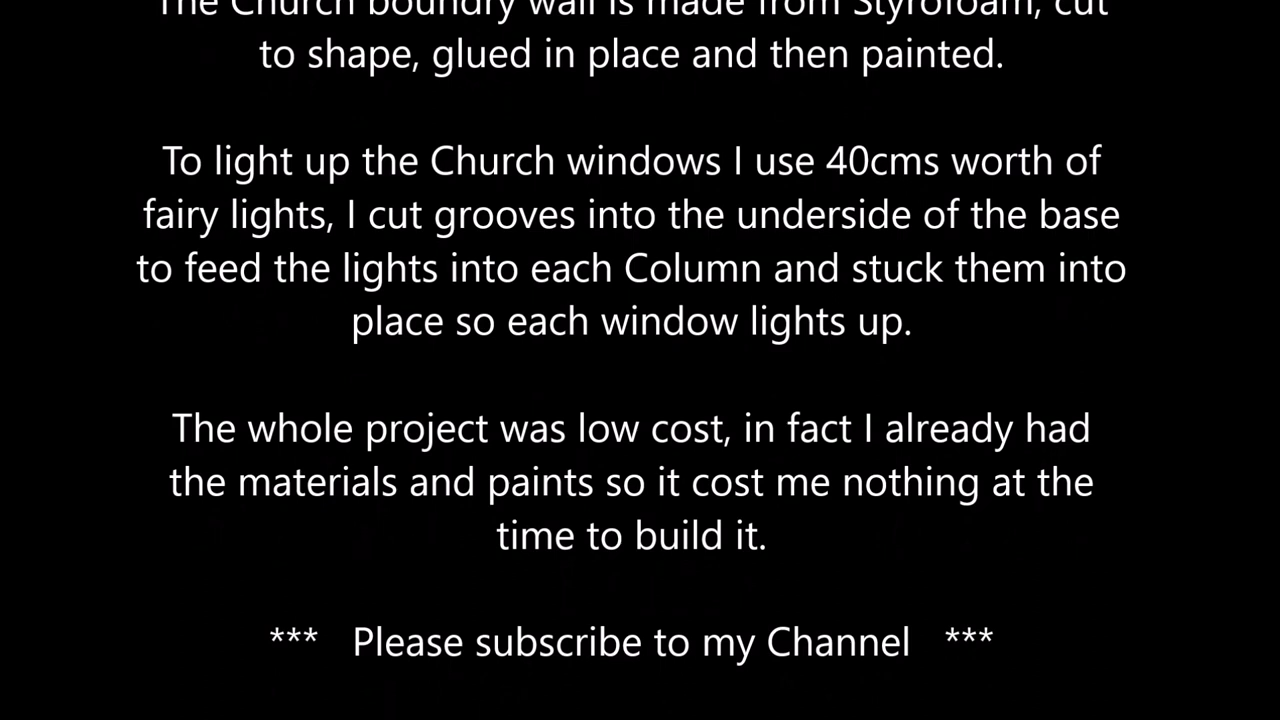 The Church boundry wall is made from Styrofoam, cut
to shape, glued in place and then painted.
To light up the Church windows I use 40cms worth of
fairy lights, I cut grooves into the underside of the base
to feed the lights into each Column and stuck them into
place so each window lights up.
The whole project was low cost, in fact I already had
the materials and paints so it cost me nothing at the
time to build it.
*** Please subscribe to my Channel ***